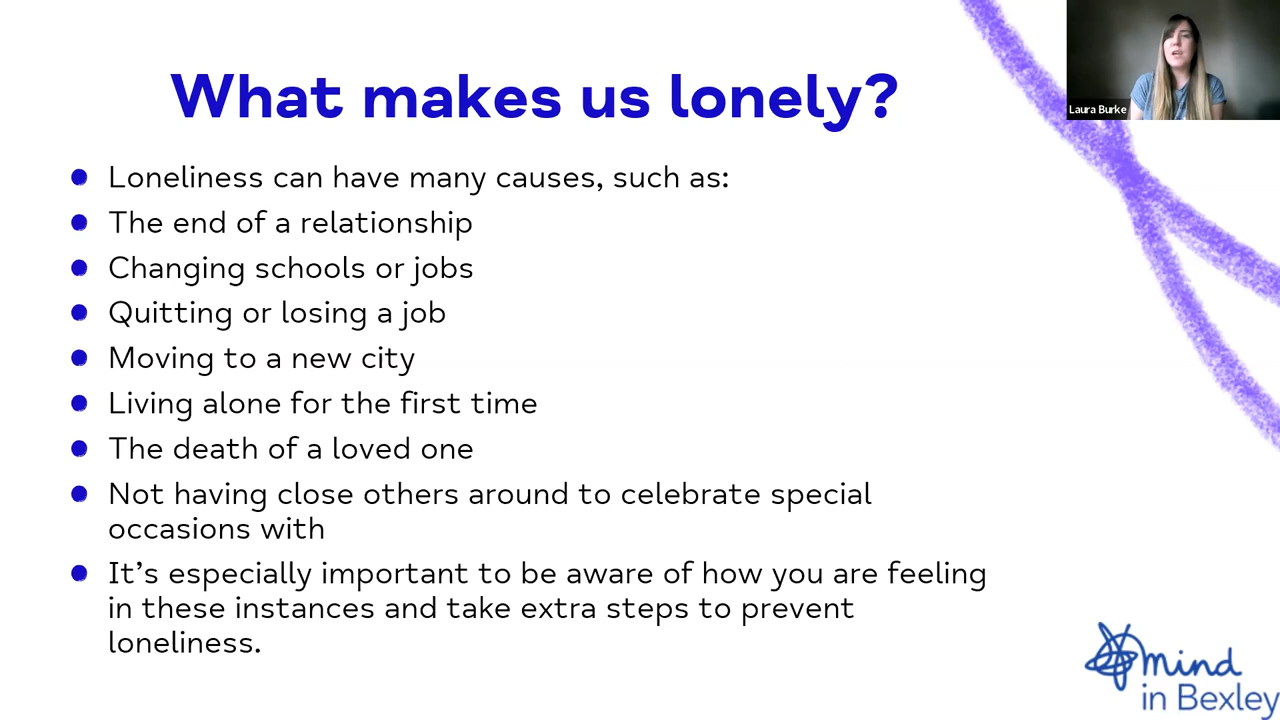 What makes us lonely?
Laura Burke
Loneliness can have many causes, such as:
The end of a relationship
Changing schools or jobs
Quitting or losing a job
Moving to a new city
Living alone for the first time
The death of a loved one
Not having close others around to celebrate special
occasions with
It’s especially important to be aware of how you are feeling
in these instances and take extra steps to prevent
loneliness.
mind
in Bexley